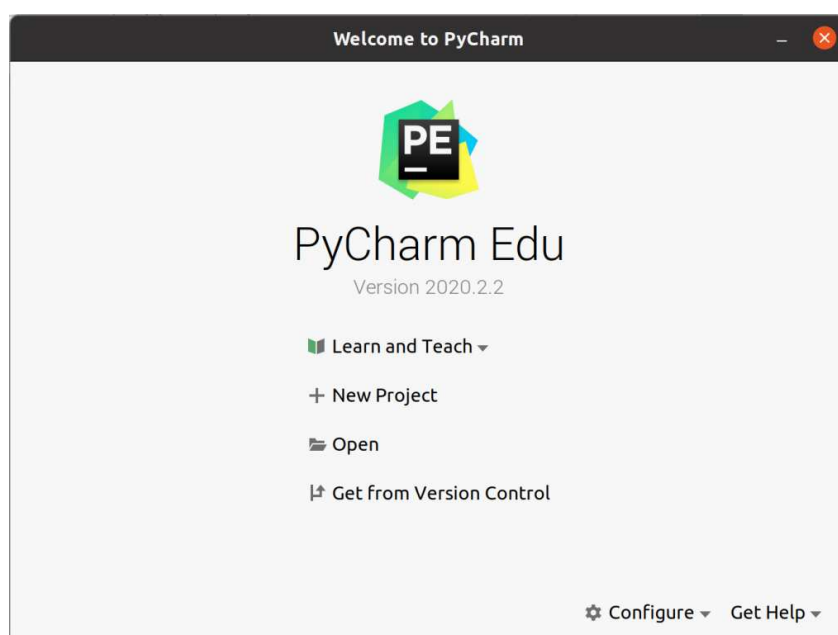 Welcome to PyCharm
PE
PyCharm Edu
Version 2020.2.2
Learn and Teach
New Project
Open
Get from Version Control
Configure Get Help